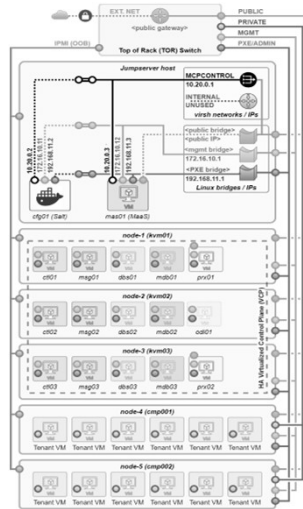 EXT. NET
<public gateway>
PUBLIC
PRIVATE
MGMT
PXE/ADMIN
IPMI (OOB)
Top of Rack (TOR) Switch
Jumpserver host
MCPCONTROL
10.20.0.1
INTERNAL
UNUSED
virsh networks / IPs
<public bridge>
<public IP>
<mgmt bridge>
172.16.10.1
<PXE bridge>
192.168.11.1
Linux bridges / IPs
10.20.0.2
172.16.10.11
192.168.11.2
10.20.0.3
172.16.10.12
192.168.11.3
VM
cfg01 (Salt)
mas01 (MaaS)
node-1 (kvm01)
ctl01
msg01
dbs01
mdb01
prx01
node-2 (kvm02)
ctl02
msg02
dbs02
mdb02
odl01
node-3 (kvm03)
ctl03
msg03
dbs03
mdb03
prx02
HA Virtualized Control Plane (VCP)
node-4 (cmp001)
Tenant VM Tenant VM Tenant VM Tenant VM Tenant VM Tenant VM
node-5 (cmp002)
Tenant VM Tenant VM Tenant VM Tenant VM Tenant VM Tenant VM